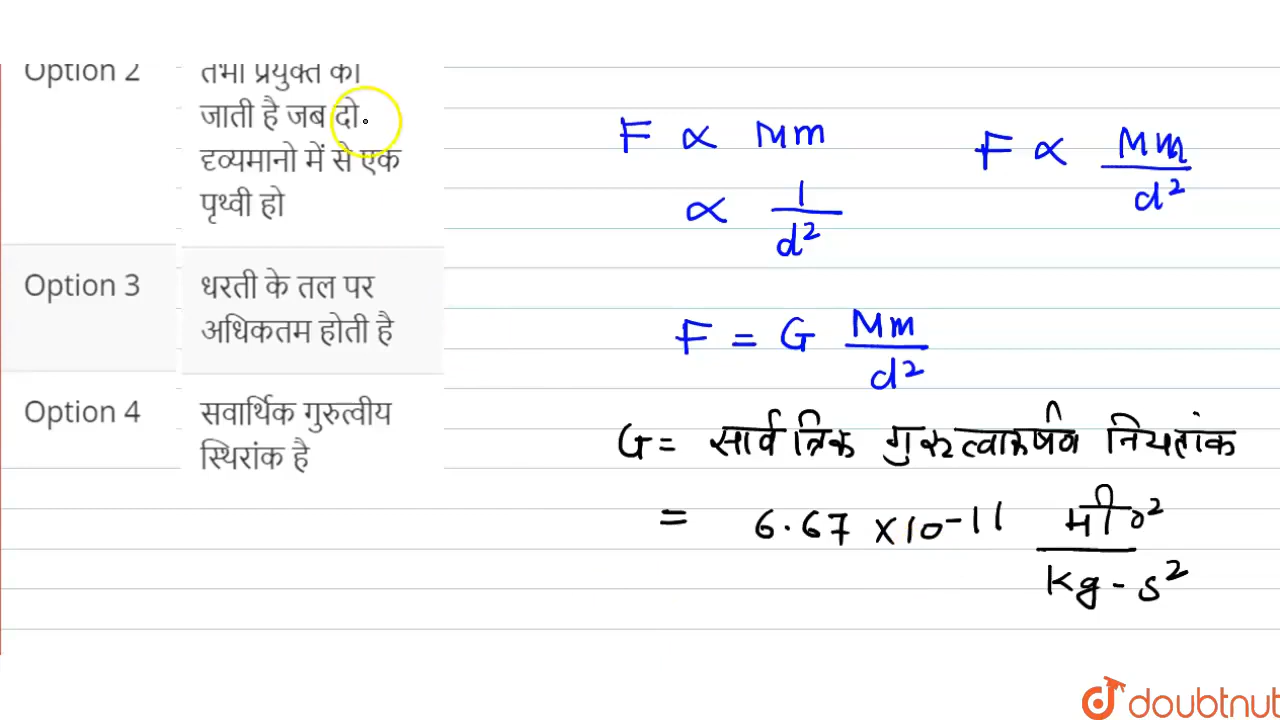 Option 2
तभी प्रयुक्त की
जाती है जब दो
द्रव्यमानो में से एक
पृथ्वी हो
Option 3
धरती के तल पर
अधिकतम होती है
Option 4
सवार्थिक गुरुत्वीय
स्थिरांक है
F ∝ Mm
∝ 1/d²
F ∝ Mm/d²
F = G Mm/d²
G = सार्वत्रिक गुरूत्वाकर्षण नियतांक
= 6.67 × 10⁻¹¹ मी०²/kg-s²
doubtnut